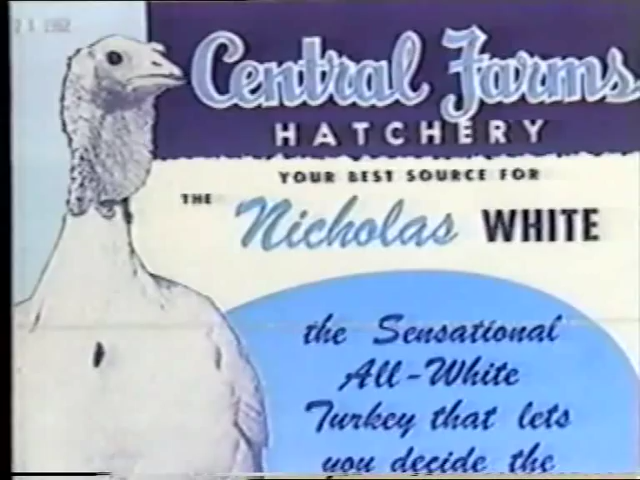 Central Farms
HATCHERY
YOUR BEST SOURCE FOR
THE Nicholas WHITE
the Sensational
All-White
Turkey that lets
you decide the